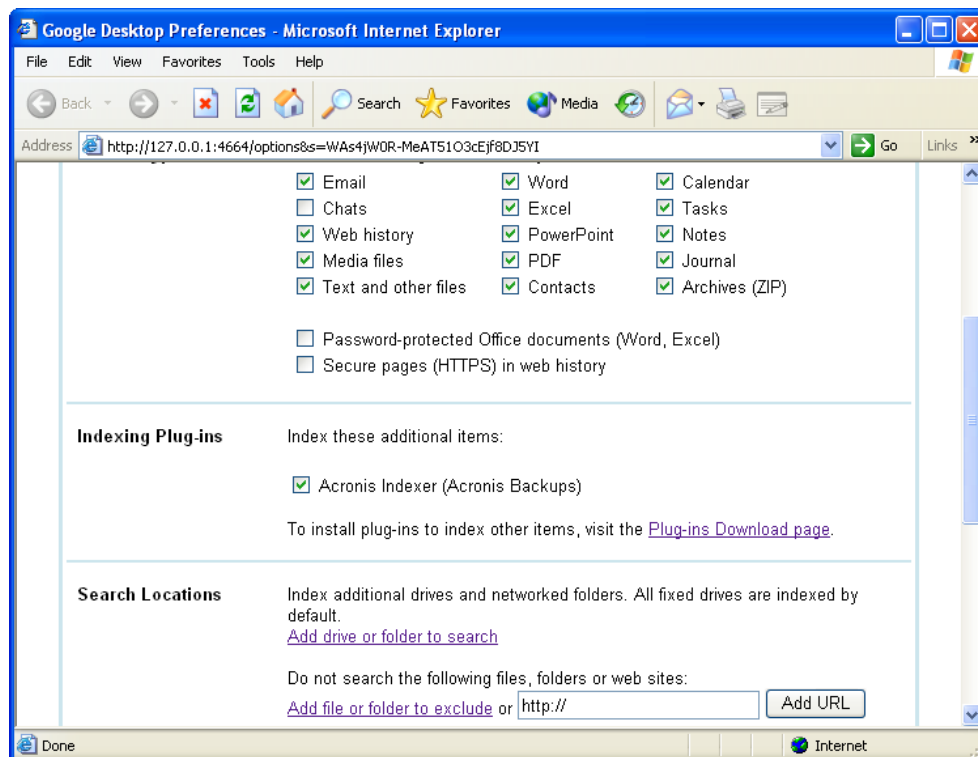 Google Desktop Preferences - Microsoft Internet Explorer
File Edit View Favorites Tools Help
Back Search Favorites Media
Address http://127.0.0.1:4664/options&s=WAs4jW0R-MeAT51O3cEjf8DJ5YI Go Links »
Email Word Calendar
Chats Excel Tasks
Web history PowerPoint Notes
Media files PDF Journal
Text and other files Contacts Archives (ZIP)
Password-protected Office documents (Word, Excel)
Secure pages (HTTPS) in web history
Indexing Plug-ins Index these additional items:
Acronis Indexer (Acronis Backups)
To install plug-ins to index other items, visit the Plug-ins Download page.
Search Locations Index additional drives and networked folders. All fixed drives are indexed by
default.
Add drive or folder to search
Do not search the following files, folders or web sites:
Add file or folder to exclude or http:// Add URL
Done Internet